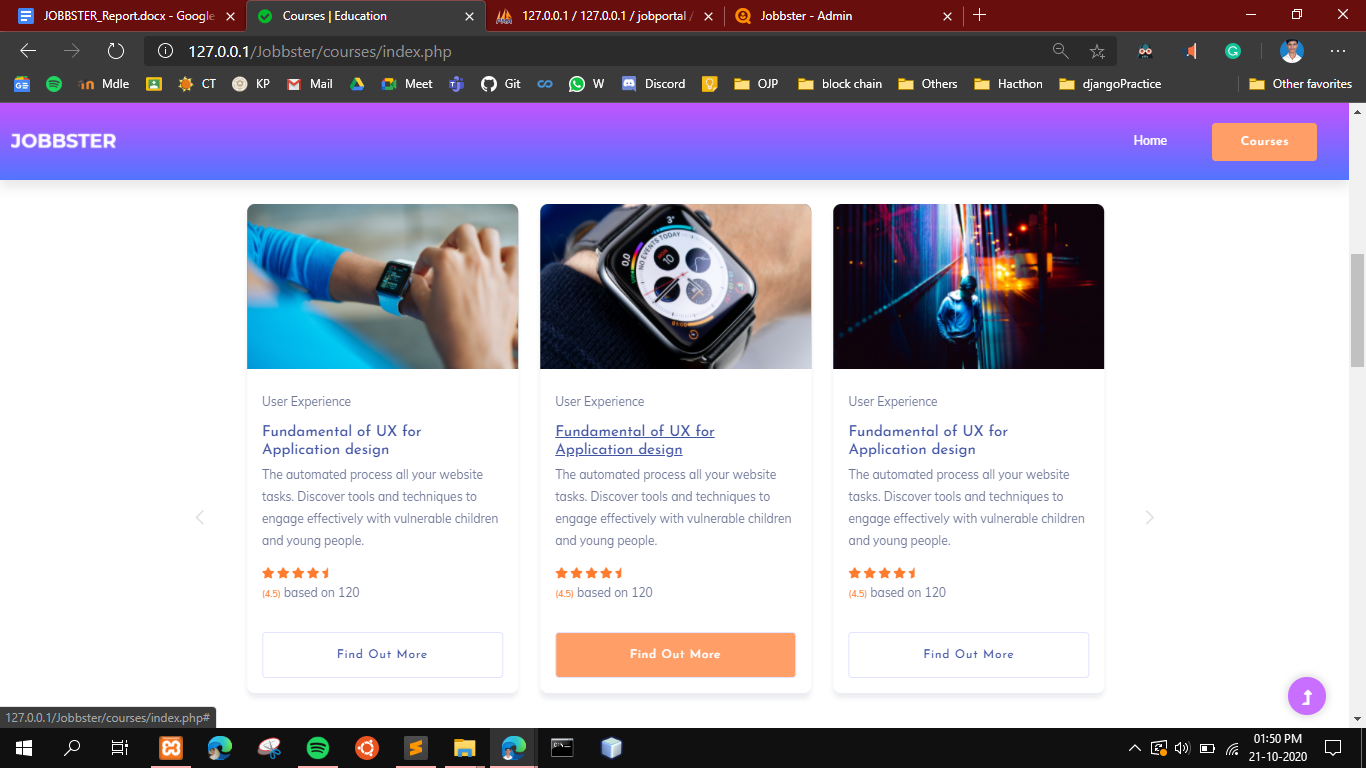 JOBBSTER_Report.docx - Google
Courses | Education
127.0.0.1 / 127.0.0.1 / jobportal /
Jobbster - Admin
127.0.0.1/Jobbster/courses/index.php
Mdle
CT
KP
Mail
Meet
Git
W
Discord
OJP
block chain
Others
Hacthon
djangoPractice
Other favorites
JOBBSTER
Home
Courses
NO EVENTS TODAY
User Experience
Fundamental of UX for
Application design
The automated process all your website
tasks. Discover tools and techniques to
engage effectively with vulnerable children
and young people.
(4.5) based on 120
Find Out More
User Experience
Fundamental of UX for
Application design
The automated process all your website
tasks. Discover tools and techniques to
engage effectively with vulnerable children
and young people.
(4.5) based on 120
Find Out More
User Experience
Fundamental of UX for
Application design
The automated process all your website
tasks. Discover tools and techniques to
engage effectively with vulnerable children
and young people.
(4.5) based on 120
Find Out More
127.0.0.1/Jobbster/courses/index.php#
01:50 PM
21-10-2020